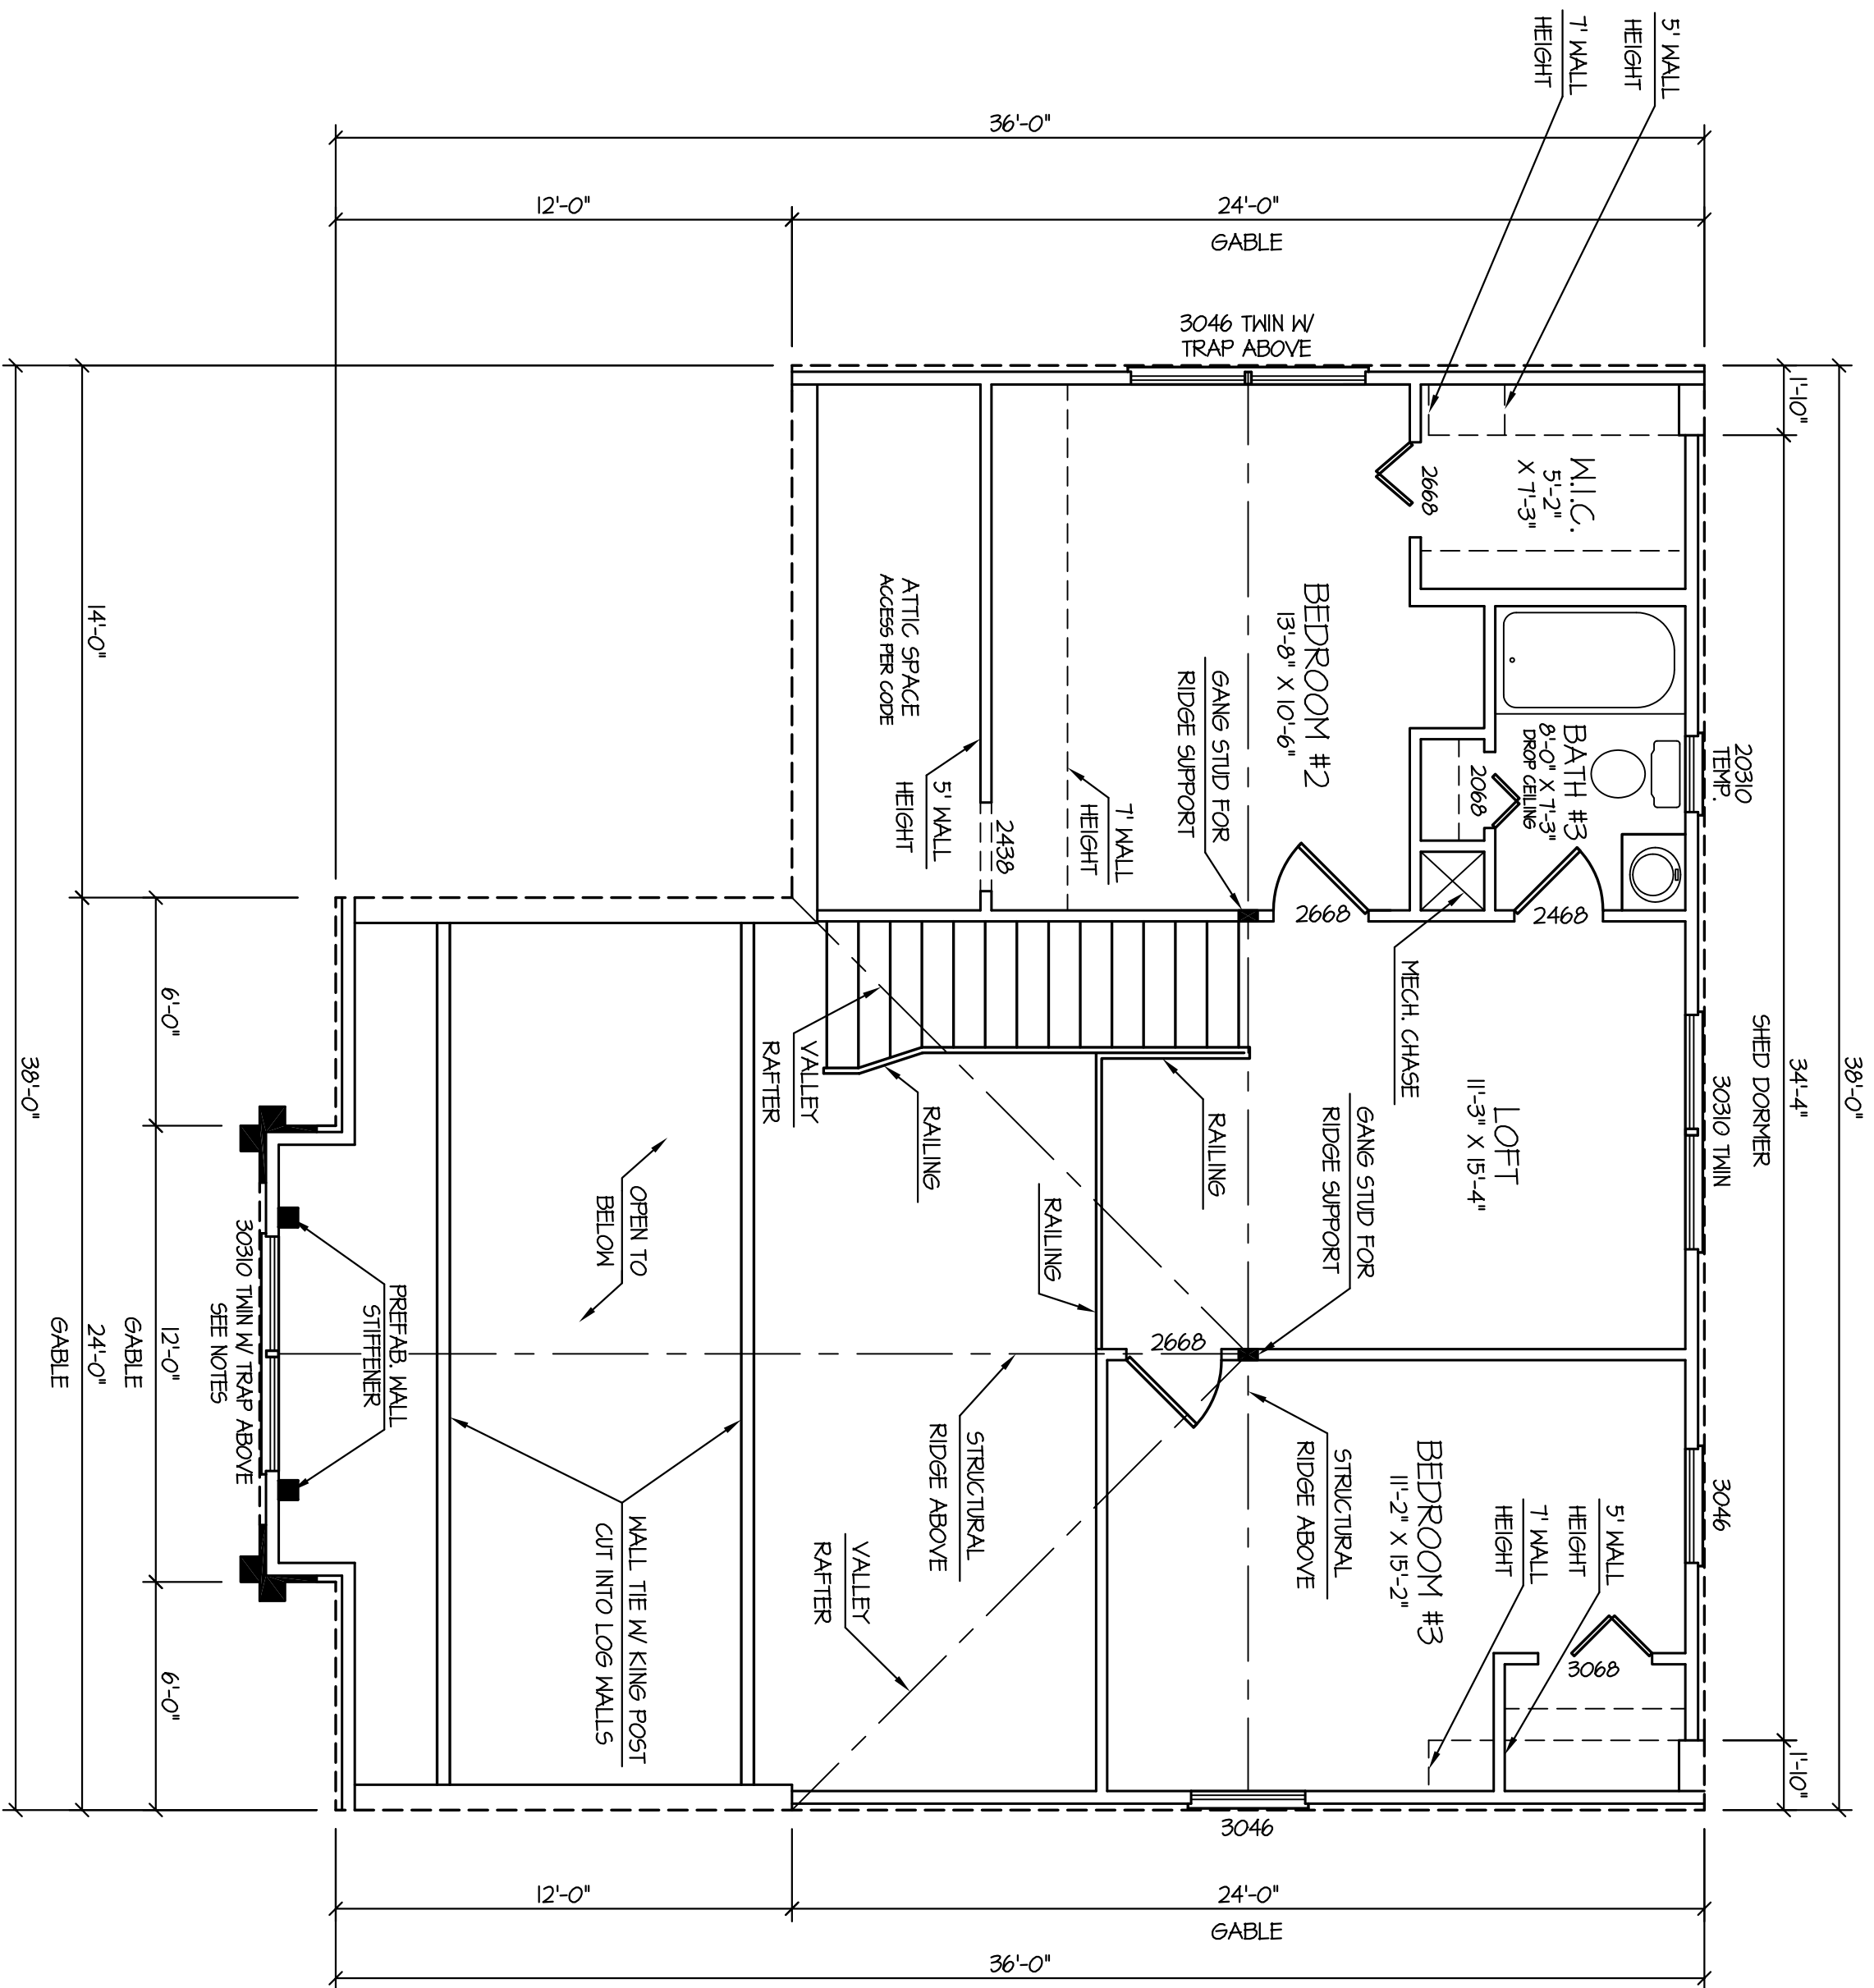 38'-0"
1'-10"
34'-4"
1'-10"
SHED DORMER
20310
TEMP.
30310 TWIN
3046
5' WALL
HEIGHT
7' WALL
HEIGHT
36'-0"
24'-0"
GABLE
12'-0"
3046 TWIN W/
TRAP ABOVE
W.I.C.
5'-2"
X 7'-3"
2668
BATH #3
8'-0" X 7'-3"
DROP CEILING
2068
2468
MECH. CHASE
BEDROOM #2
13'-8" X 10'-6"
2668
GANG STUD FOR
RIDGE SUPPORT
7' WALL
HEIGHT
2438
5' WALL
HEIGHT
ATTIC SPACE
ACCESS PER CODE
LOFT
11'-3" X 15'-4"
GANG STUD FOR
RIDGE SUPPORT
RAILING
RAILING
RAILING
2668
VALLEY
RAFTER
BEDROOM #3
11'-2" X 15'-2"
5' WALL
HEIGHT
7' WALL
HEIGHT
3068
STRUCTURAL
RIDGE ABOVE
3046
STRUCTURAL
RIDGE ABOVE
VALLEY
RAFTER
OPEN TO
BELOW
WALL TIE W/ KING POST
CUT INTO LOG WALLS
PREFAB. WALL
STIFFENER
30310 TWIN W/ TRAP ABOVE
SEE NOTES
24'-0"
GABLE
12'-0"
36'-0"
6'-0"
12'-0"
6'-0"
GABLE
14'-0"
24'-0"
GABLE
38'-0"